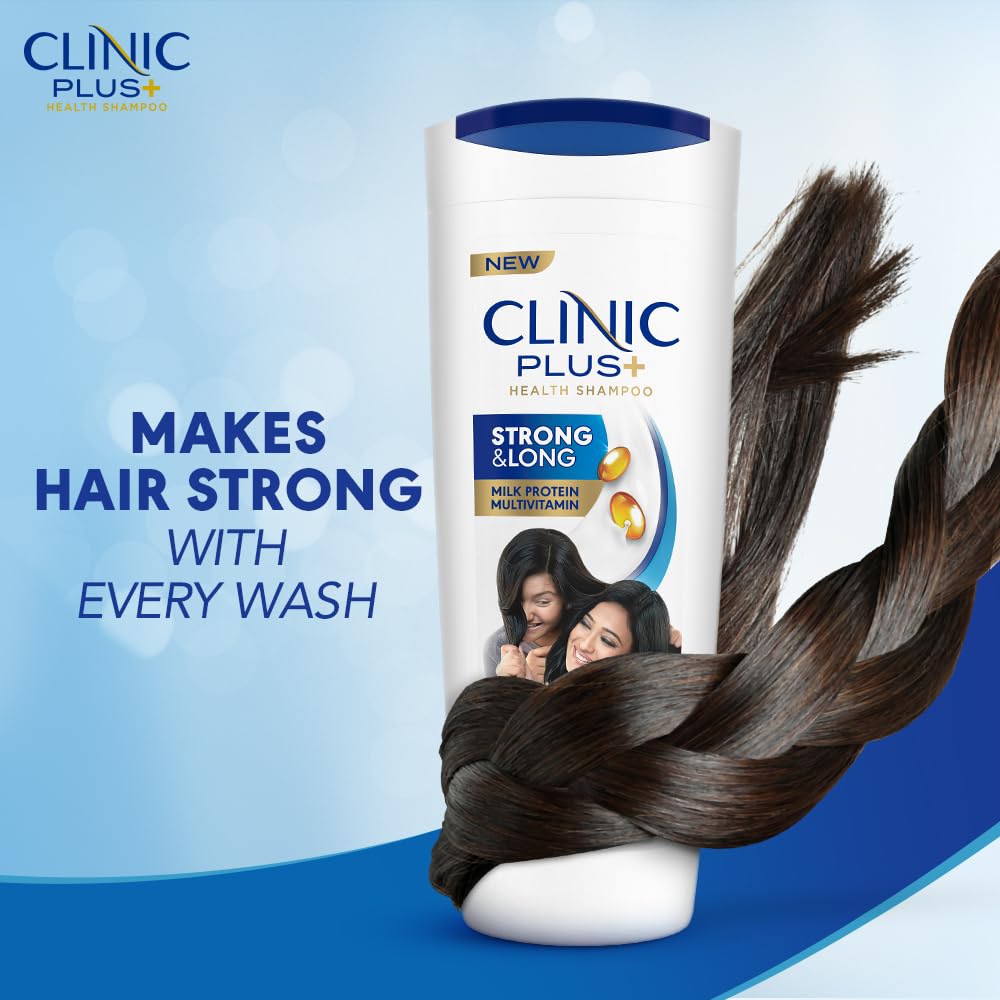 CLINIC
PLUS+
HEALTH SHAMPOO
MAKES
HAIR STRONG
WITH
EVERY WASH
NEW
CLINIC
PLUS+
HEALTH SHAMPOO
STRONG
&LONG
MILK PROTEIN
MULTIVITAMIN